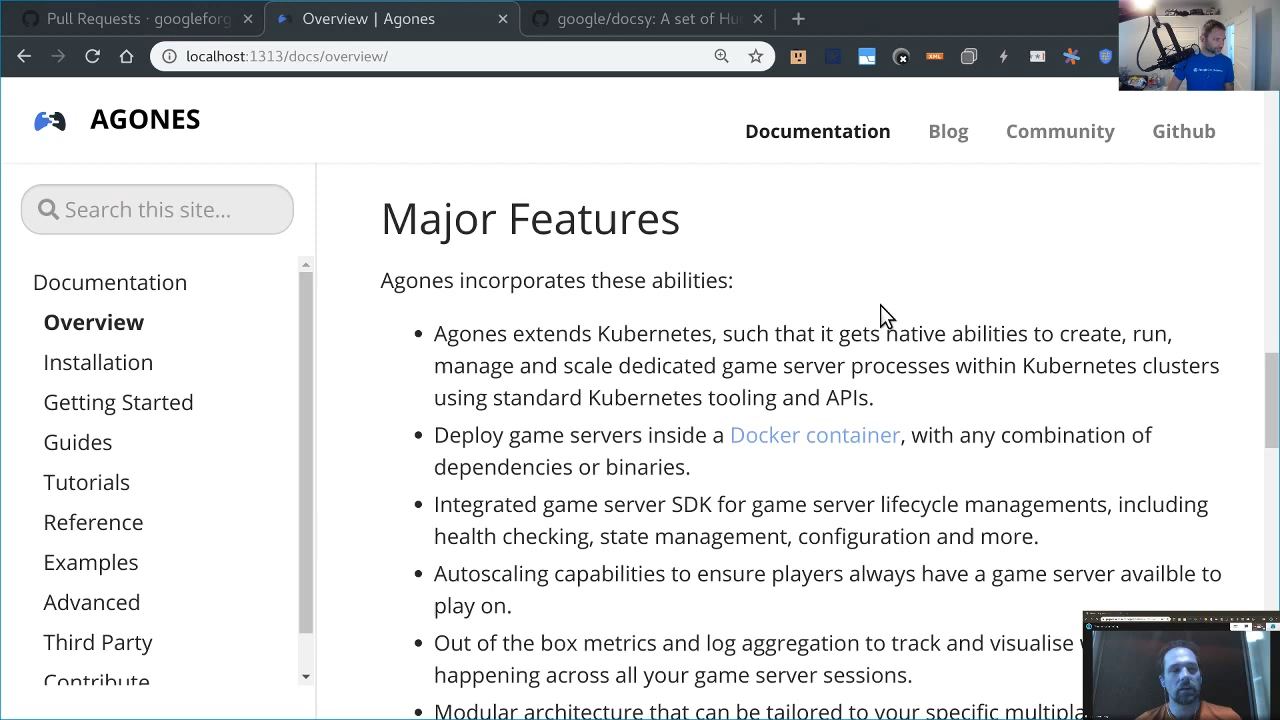 Pull Requests · googleforg
Overview | Agones
google/docsy: A set of Hu
localhost:1313/docs/overview/
AGONES
Documentation
Blog
Community
Github
Search this site...
Documentation
Overview
Installation
Getting Started
Guides
Tutorials
Reference
Examples
Advanced
Third Party
Contribute
Major Features
Agones incorporates these abilities:
Agones extends Kubernetes, such that it gets native abilities to create, run,
manage and scale dedicated game server processes within Kubernetes clusters
using standard Kubernetes tooling and APIs.
Deploy game servers inside a Docker container, with any combination of
dependencies or binaries.
Integrated game server SDK for game server lifecycle managements, including
health checking, state management, configuration and more.
Autoscaling capabilities to ensure players always have a game server availble to
play on.
Out of the box metrics and log aggregation to track and visualise
happening across all your game server sessions.
Modular architecture that can be tailored to your specific multipla